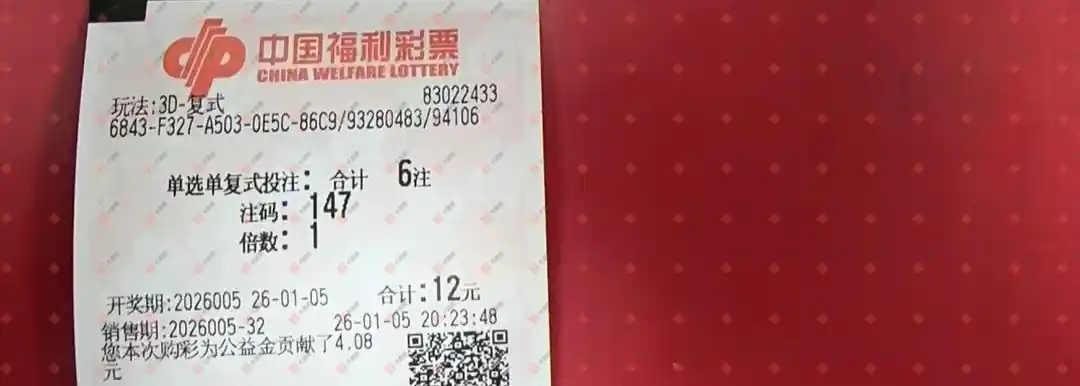 中国福利彩票
CHINA WELFARE LOTTERY
玩法:3D-复式 83022433
6843-F327-A503-0E5C-86C9/93280483/94106
单选单复式投注: 合计 6注
注码: 147
倍数: 1
开奖期:2026005 26-01-05 合计:12元
销售期:2026005-32 26-01-05 20:23:48
您本次购彩为公益金贡献了4.08
元